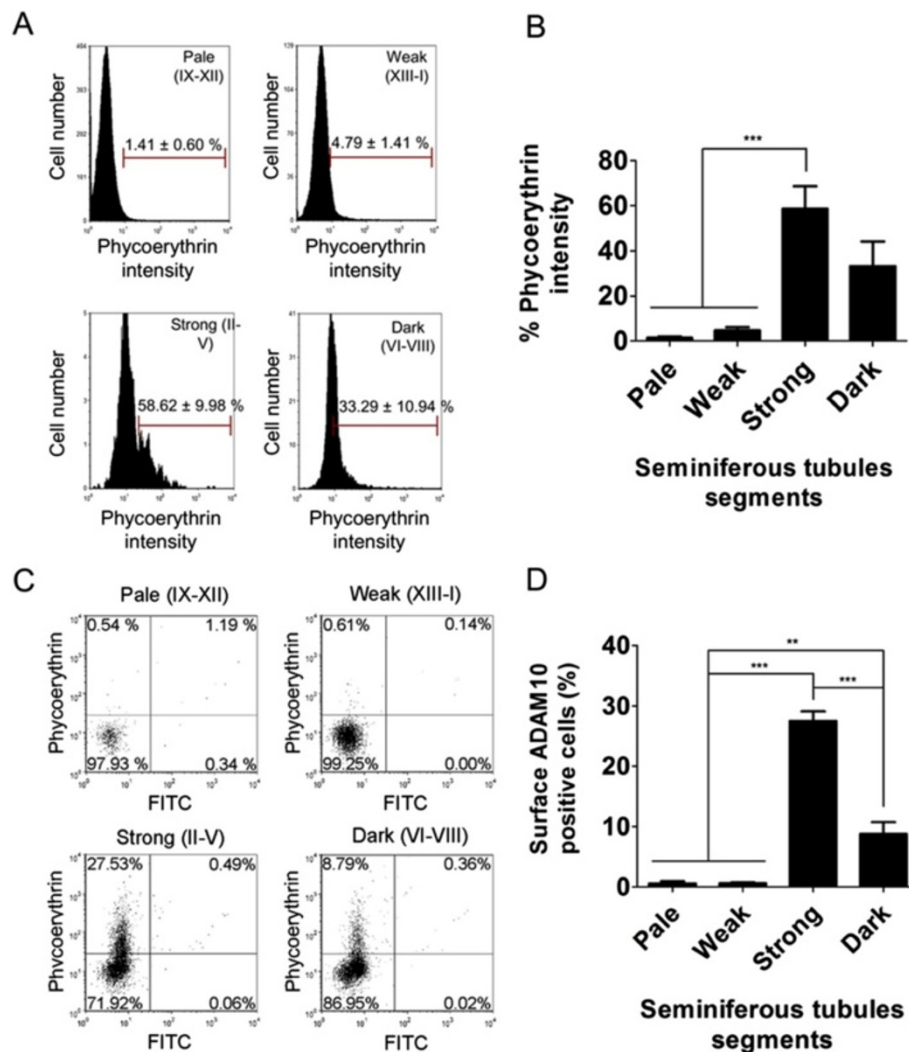 A
Pale
(IX-XII)
1.41 ± 0.60 %
Cell number
Phycoerythrin
intensity
Weak
(XIII-I)
4.79 ± 1.41 %
Cell number
Phycoerythrin
intensity
Strong (II-
V)
58.62 ± 9.98 %
Cell number
Phycoerythrin
intensity
Dark
(VI-VIII)
33.29 ± 10.94 %
Cell number
Phycoerythrin
intensity
B
% Phycoerythrin
intensity
80
60
40
20
0
***
Pale
Weak
Strong
Dark
Seminiferous tubules
segments
C
Pale (IX-XII)
0.54 %
1.19 %
97.93 %
0.34 %
Phycoerythrin
FITC
Weak (XIII-I)
0.61%
0.14%
99.25%
0.00%
Phycoerythrin
FITC
Strong (II-V)
27.53%
0.49%
71.92%
0.06%
Phycoerythrin
FITC
Dark (VI-VIII)
8.79%
0.36%
86.95%
0.02%
Phycoerythrin
FITC
D
Surface ADAM10
positive cells (%)
40
30
20
10
0
**
***
***
Pale
Weak
Strong
Dark
Seminiferous tubules
segments